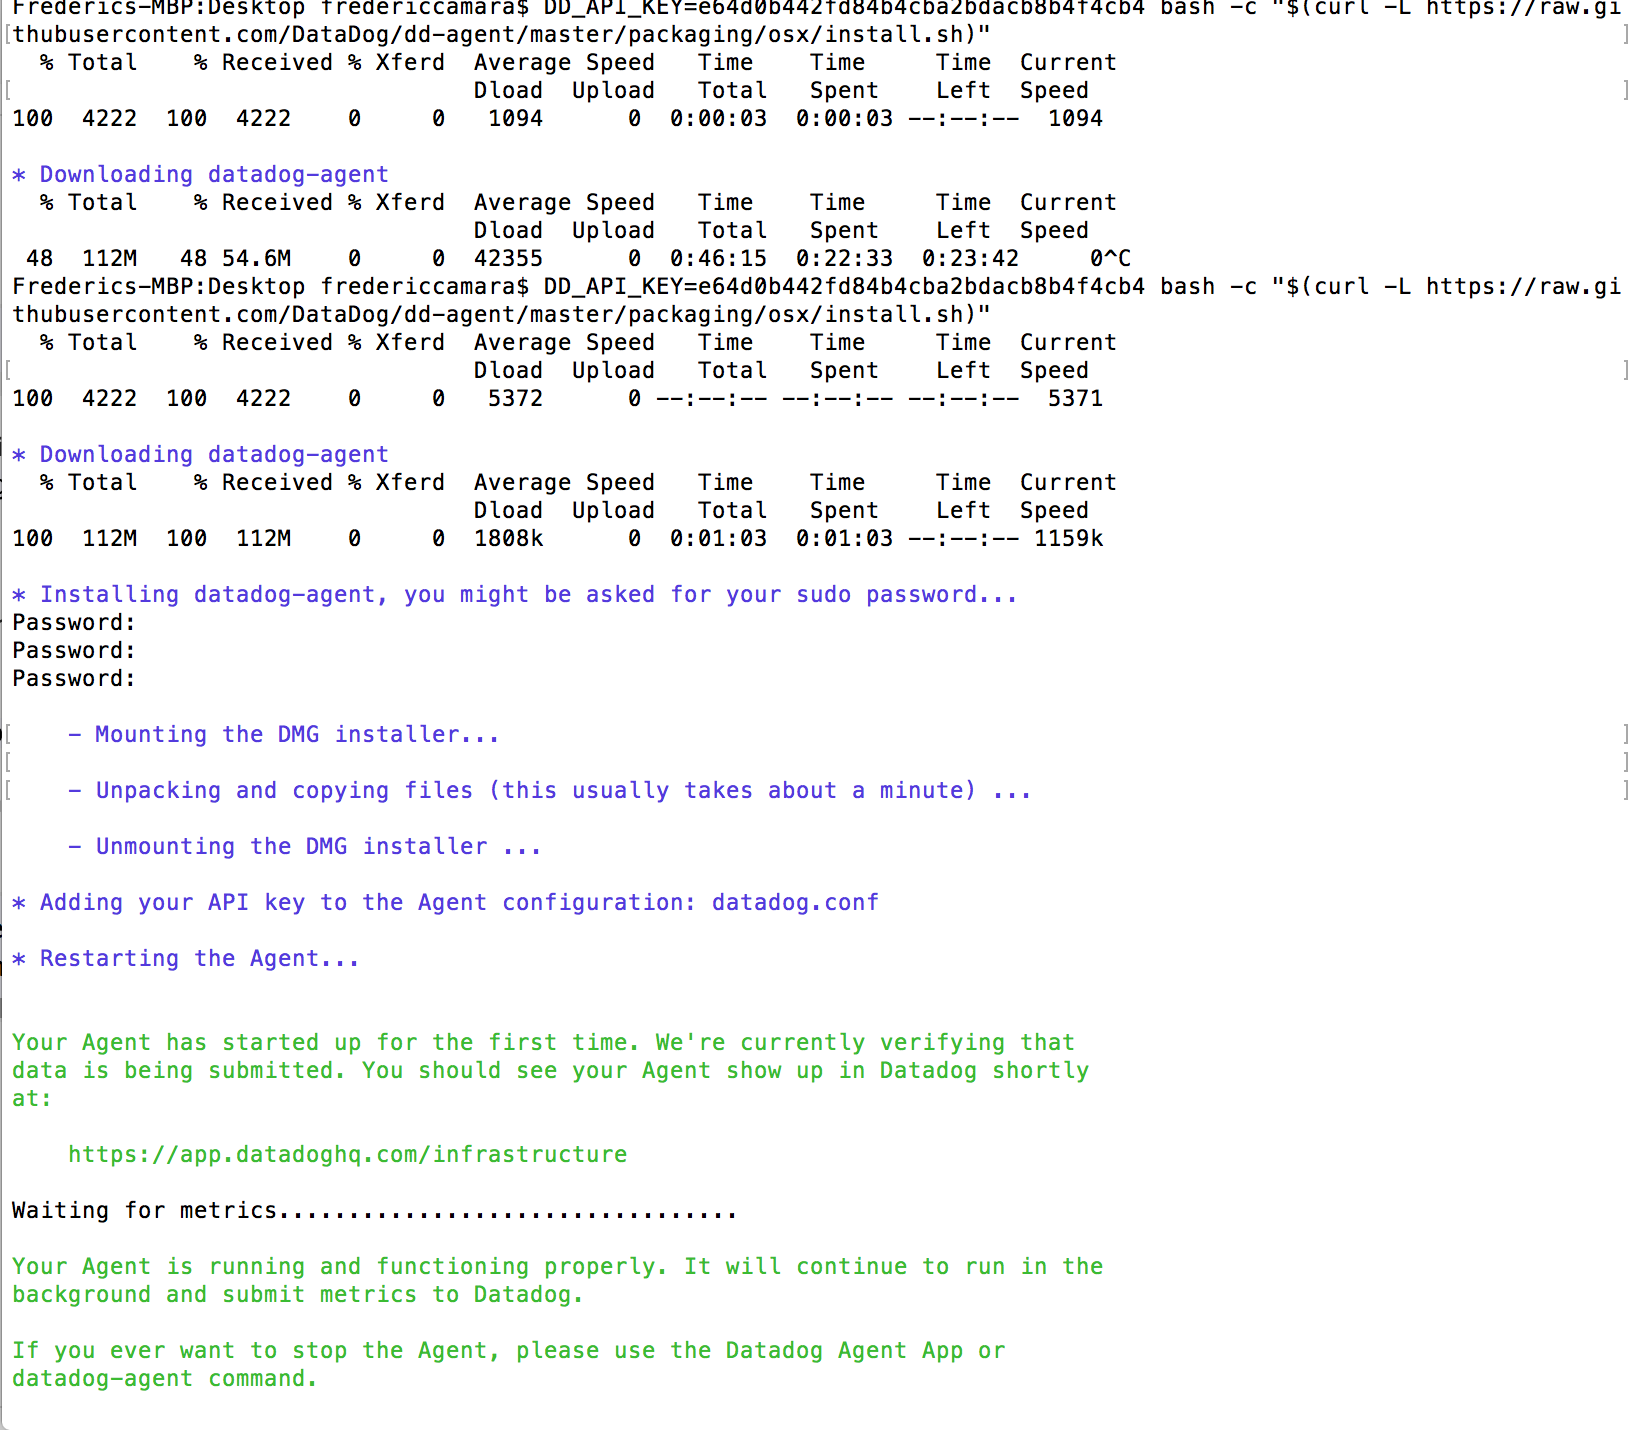 Frederics-MBP:Desktop fredericcamara$ DD_API_KEY=e64d0b442fd84b4cba2bdacb8b4f4cb4 bash -c "$(curl -L https://raw.gi
thubusercontent.com/DataDog/dd-agent/master/packaging/osx/install.sh)"
  % Total    % Received % Xferd  Average Speed   Time    Time     Time  Current
                                 Dload  Upload   Total   Spent    Left  Speed
100  4222  100  4222    0     0   1094      0  0:00:03  0:00:03 --:--:--  1094
* Downloading datadog-agent
  % Total    % Received % Xferd  Average Speed   Time    Time     Time  Current
                                 Dload  Upload   Total   Spent    Left  Speed
 48  112M   48 54.6M    0     0  42355      0  0:46:15  0:22:33  0:23:42     0^C
Frederics-MBP:Desktop fredericcamara$ DD_API_KEY=e64d0b442fd84b4cba2bdacb8b4f4cb4 bash -c "$(curl -L https://raw.gi
thubusercontent.com/DataDog/dd-agent/master/packaging/osx/install.sh)"
  % Total    % Received % Xferd  Average Speed   Time    Time     Time  Current
                                 Dload  Upload   Total   Spent    Left  Speed
100  4222  100  4222    0     0   5372      0 --:--:-- --:--:-- --:--:--  5371
* Downloading datadog-agent
  % Total    % Received % Xferd  Average Speed   Time    Time     Time  Current
                                 Dload  Upload   Total   Spent    Left  Speed
100  112M  100  112M    0     0  1808k      0  0:01:03  0:01:03 --:--:-- 1159k
* Installing datadog-agent, you might be asked for your sudo password...
Password:
Password:
Password:
    - Mounting the DMG installer...
    - Unpacking and copying files (this usually takes about a minute) ...
    - Unmounting the DMG installer ...
* Adding your API key to the Agent configuration: datadog.conf
* Restarting the Agent...
Your Agent has started up for the first time. We're currently verifying that
data is being submitted. You should see your Agent show up in Datadog shortly
at:
    https://app.datadoghq.com/infrastructure
Waiting for metrics.................................
Your Agent is running and functioning properly. It will continue to run in the
background and submit metrics to Datadog.
If you ever want to stop the Agent, please use the Datadog Agent App or
datadog-agent command.